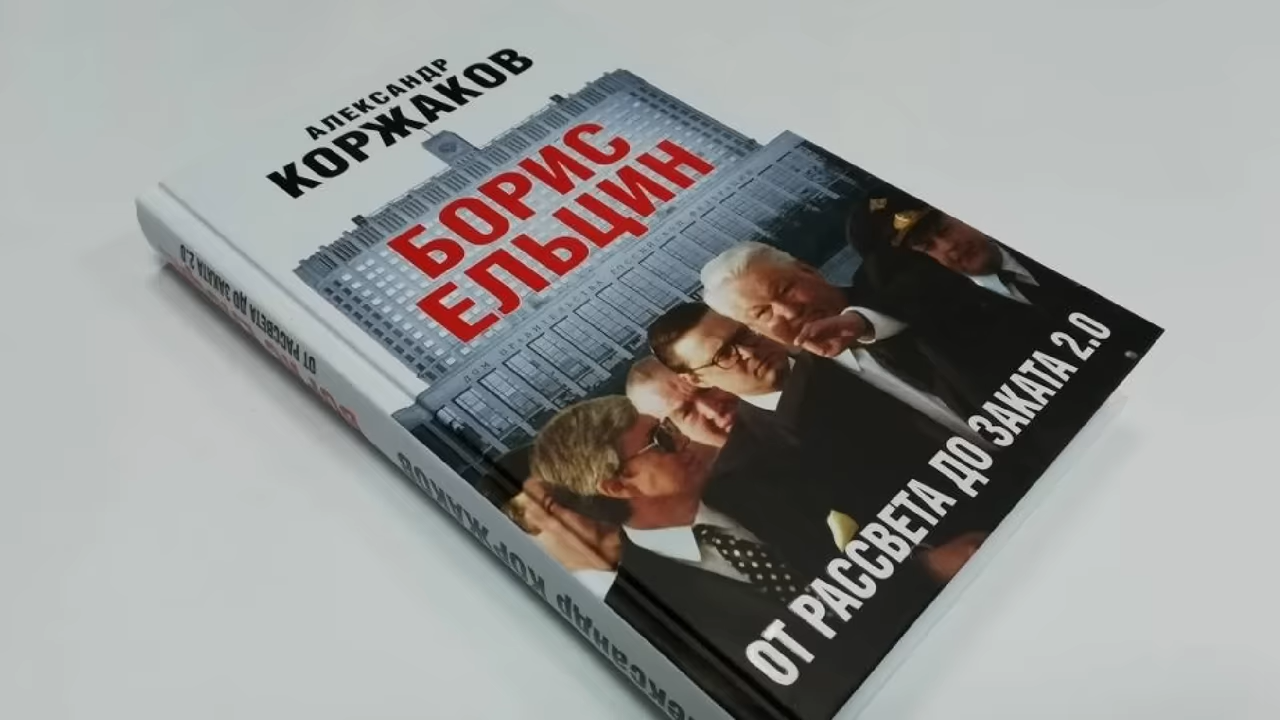 АЛЕКСАНДР
КОРЖАКОВ
БОРИС
ЕЛЬЦИН
ОТ РАССВЕТА ДО ЗАКАТА 2.0
ОТ РАССВЕТА ДО ЗАКАТА 2.0
АЛЕКСАНДР КОРЖАКОВ